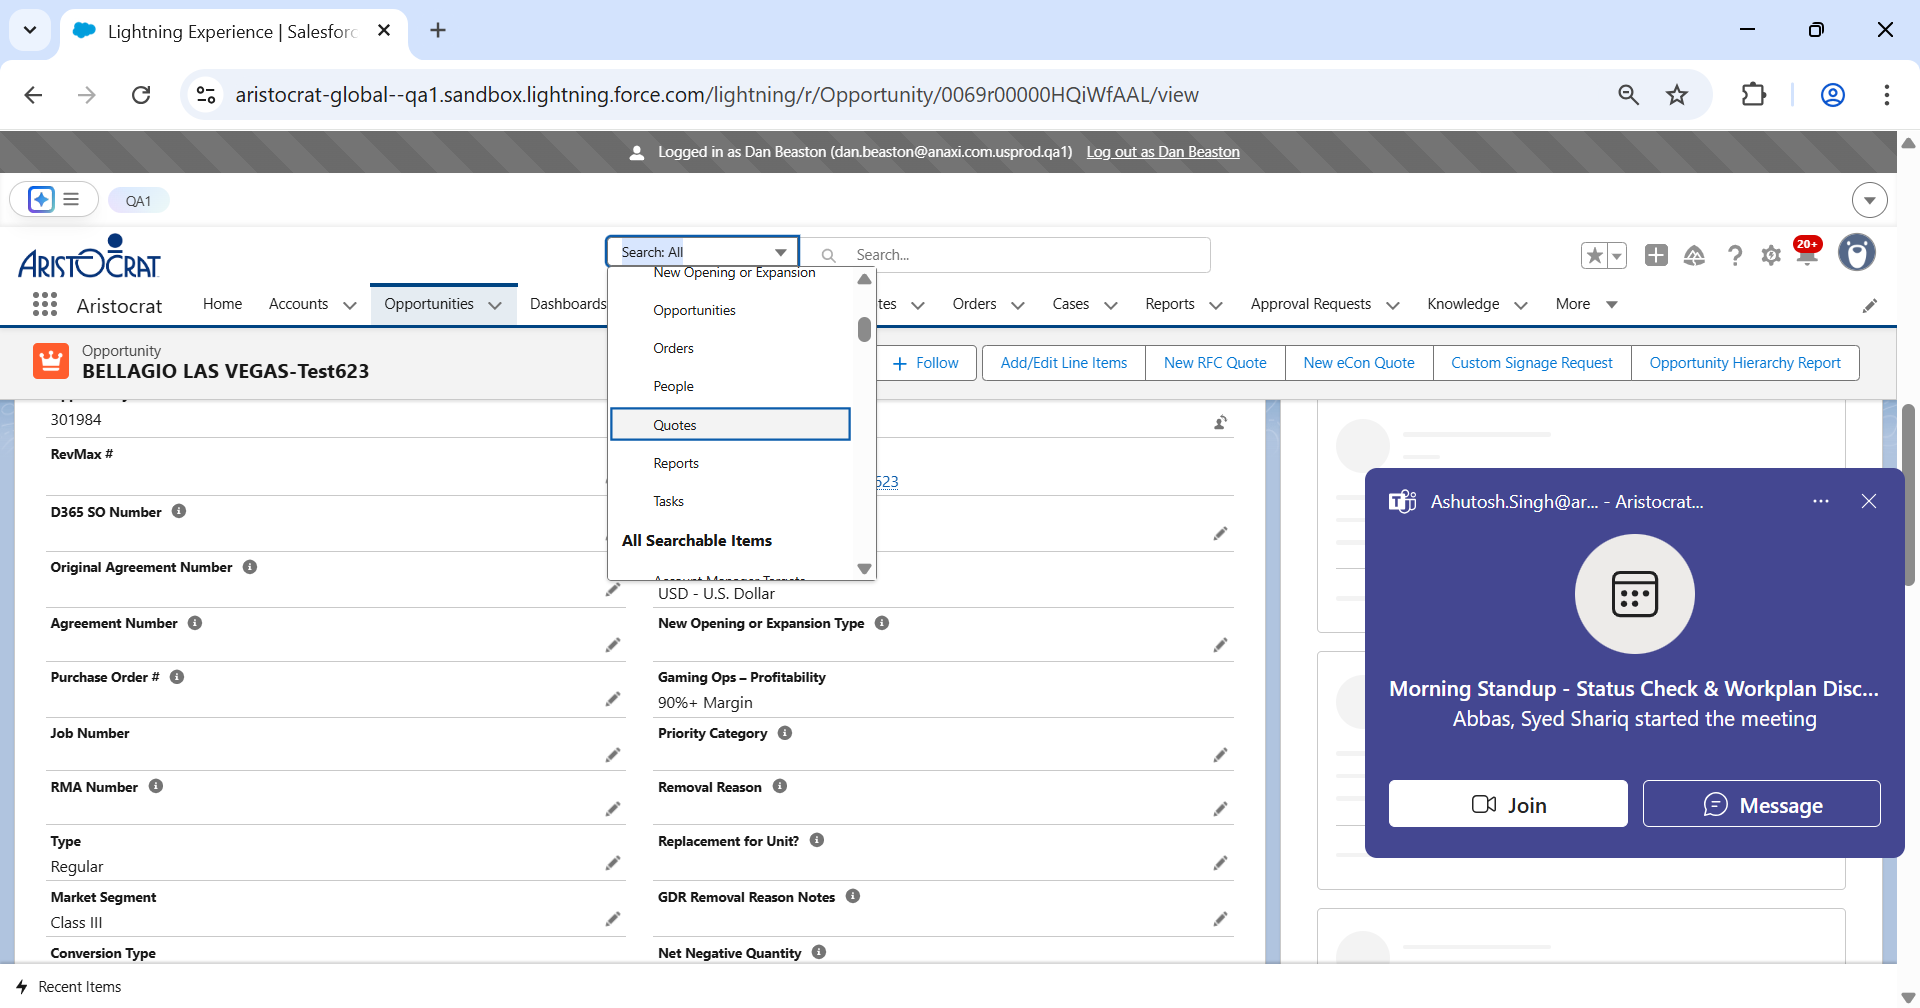 Lightning Experience | Salesforc
aristocrat-global--qa1.sandbox.lightning.force.com/lightning/r/Opportunity/0069r00000HQiWfAAL/view
Logged in as Dan Beaston (dan.beaston@anaxi.com.usprod.qa1) Log out as Dan Beaston
QA1
ARISTOCRAT
Search: All
Search...
20+
Aristocrat
Home
Accounts
Opportunities
Dashboards
tes
Orders
Cases
Reports
Approval Requests
Knowledge
More
New Opening or Expansion
Opportunities
Orders
People
Quotes
Reports
Tasks
All Searchable Items
Account Manager Targets
Opportunity
BELLAGIO LAS VEGAS-Test623
Follow
Add/Edit Line Items
New RFC Quote
New eCon Quote
Custom Signage Request
Opportunity Hierarchy Report
301984
RevMax #
D365 SO Number
Original Agreement Number
Agreement Number
Purchase Order #
Job Number
RMA Number
Type
Regular
Market Segment
Class III
Conversion Type
623
USD - U.S. Dollar
New Opening or Expansion Type
Gaming Ops – Profitability
90%+ Margin
Priority Category
Removal Reason
Replacement for Unit?
GDR Removal Reason Notes
Net Negative Quantity
Ashutosh.Singh@ar... - Aristocrat...
Morning Standup - Status Check & Workplan Disc...
Abbas, Syed Shariq started the meeting
Join
Message
Recent Items